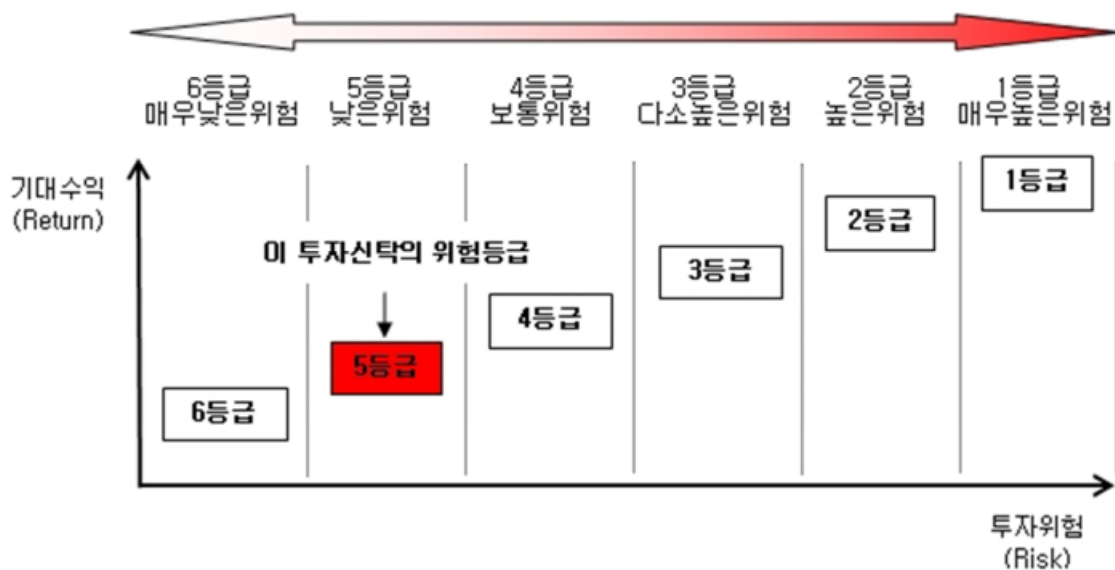 6등급 5등급 4등급 3등급 2등급 1등급
매우낮은위험 낮은위험 보통위험 다소높은위험 높은위험 매우높은위험
기대수익
(Return)
1등급
2등급
이 투자신탁의 위험등급
3등급
4등급
5등급
6등급
투자위험
(Risk)